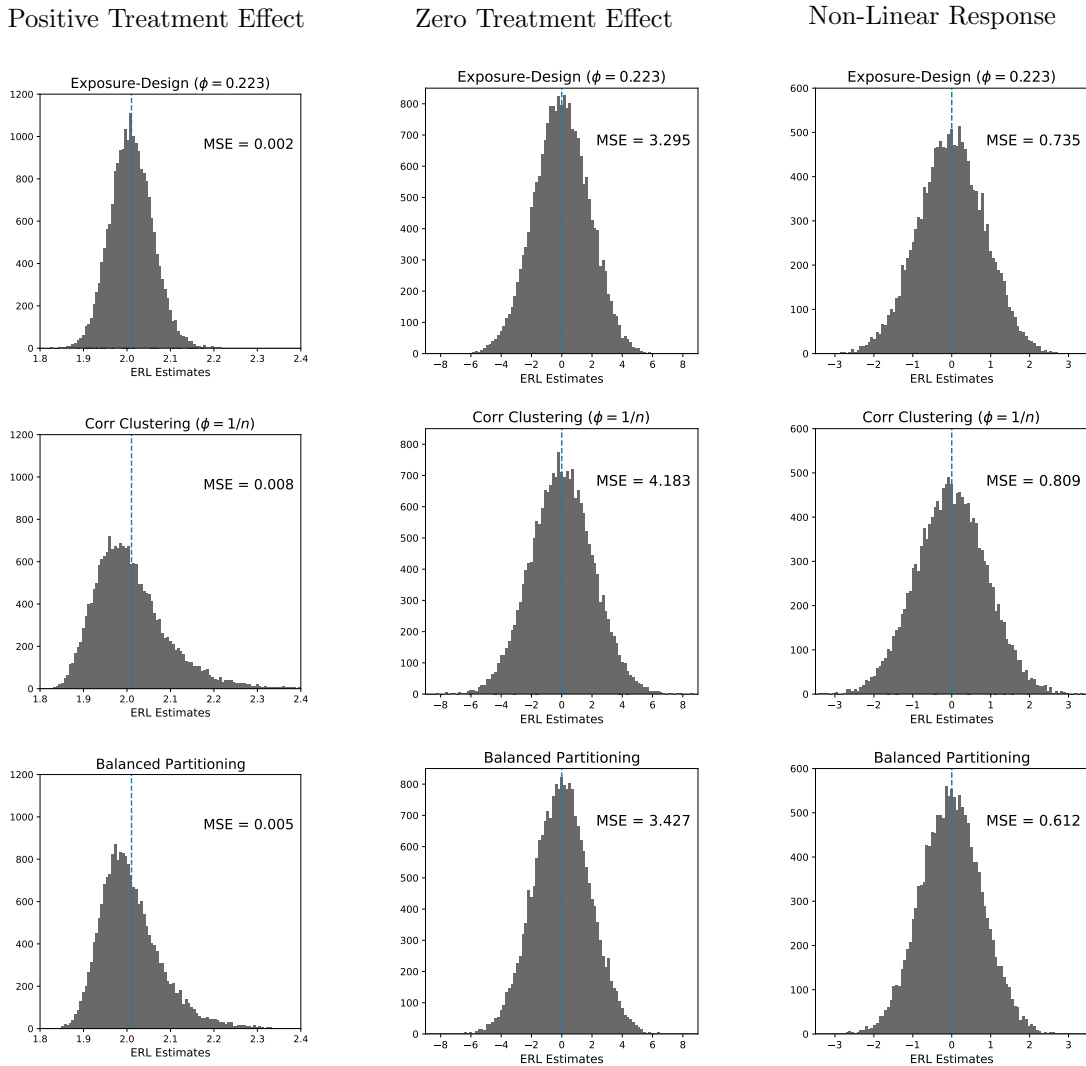 Positive Treatment Effect
Zero Treatment Effect
Non-Linear Response
Exposure-Design (ϕ = 0.223)
MSE = 0.002
1200
1000
800
600
400
200
0
1.8 1.9 2.0 2.1 2.2 2.3 2.4
ERL Estimates
Exposure-Design (ϕ = 0.223)
MSE = 3.295
800
700
600
500
400
300
200
100
0
−8 −6 −4 −2 0 2 4 6 8
ERL Estimates
Exposure-Design (ϕ = 0.223)
MSE = 0.735
600
500
400
300
200
100
0
−3 −2 −1 0 1 2 3
ERL Estimates
Corr Clustering (ϕ = 1/n)
MSE = 0.008
1200
1000
800
600
400
200
0
1.8 1.9 2.0 2.1 2.2 2.3 2.4
ERL Estimates
Corr Clustering (ϕ = 1/n)
MSE = 4.183
800
700
600
500
400
300
200
100
0
−8 −6 −4 −2 0 2 4 6 8
ERL Estimates
Corr Clustering (ϕ = 1/n)
MSE = 0.809
600
500
400
300
200
100
0
−3 −2 −1 0 1 2 3
ERL Estimates
Balanced Partitioning
MSE = 0.005
1200
1000
800
600
400
200
0
1.8 1.9 2.0 2.1 2.2 2.3 2.4
ERL Estimates
Balanced Partitioning
MSE = 3.427
800
700
600
500
400
300
200
100
0
−8 −6 −4 −2 0 2 4 6 8
ERL Estimates
Balanced Partitioning
MSE = 0.612
600
500
400
300
200
100
0
−3 −2 −1 0 1 2 3
ERL Estimates